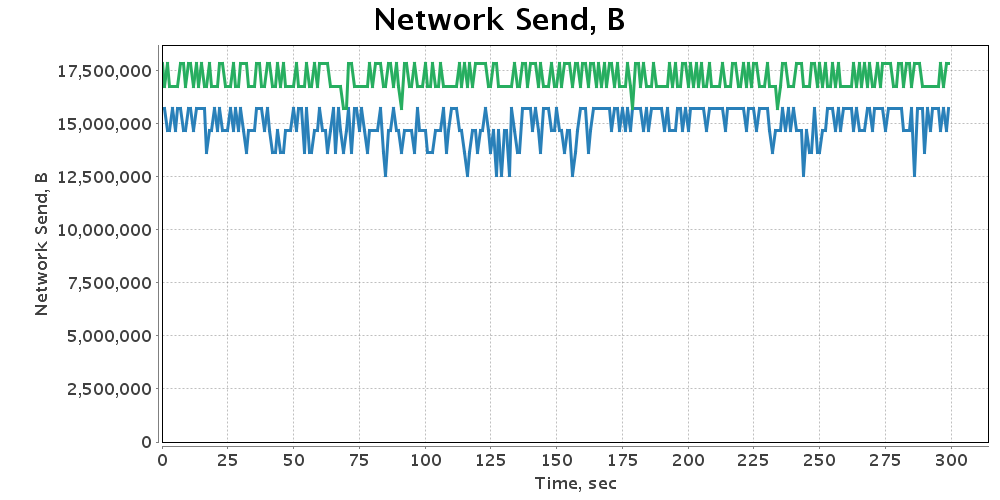 Network Send, B
Network Send, B
17,500,000
15,000,000
12,500,000
10,000,000
7,500,000
5,000,000
2,500,000
0
0 25 50 75 100 125 150 175 200 225 250 275 300
Time, sec